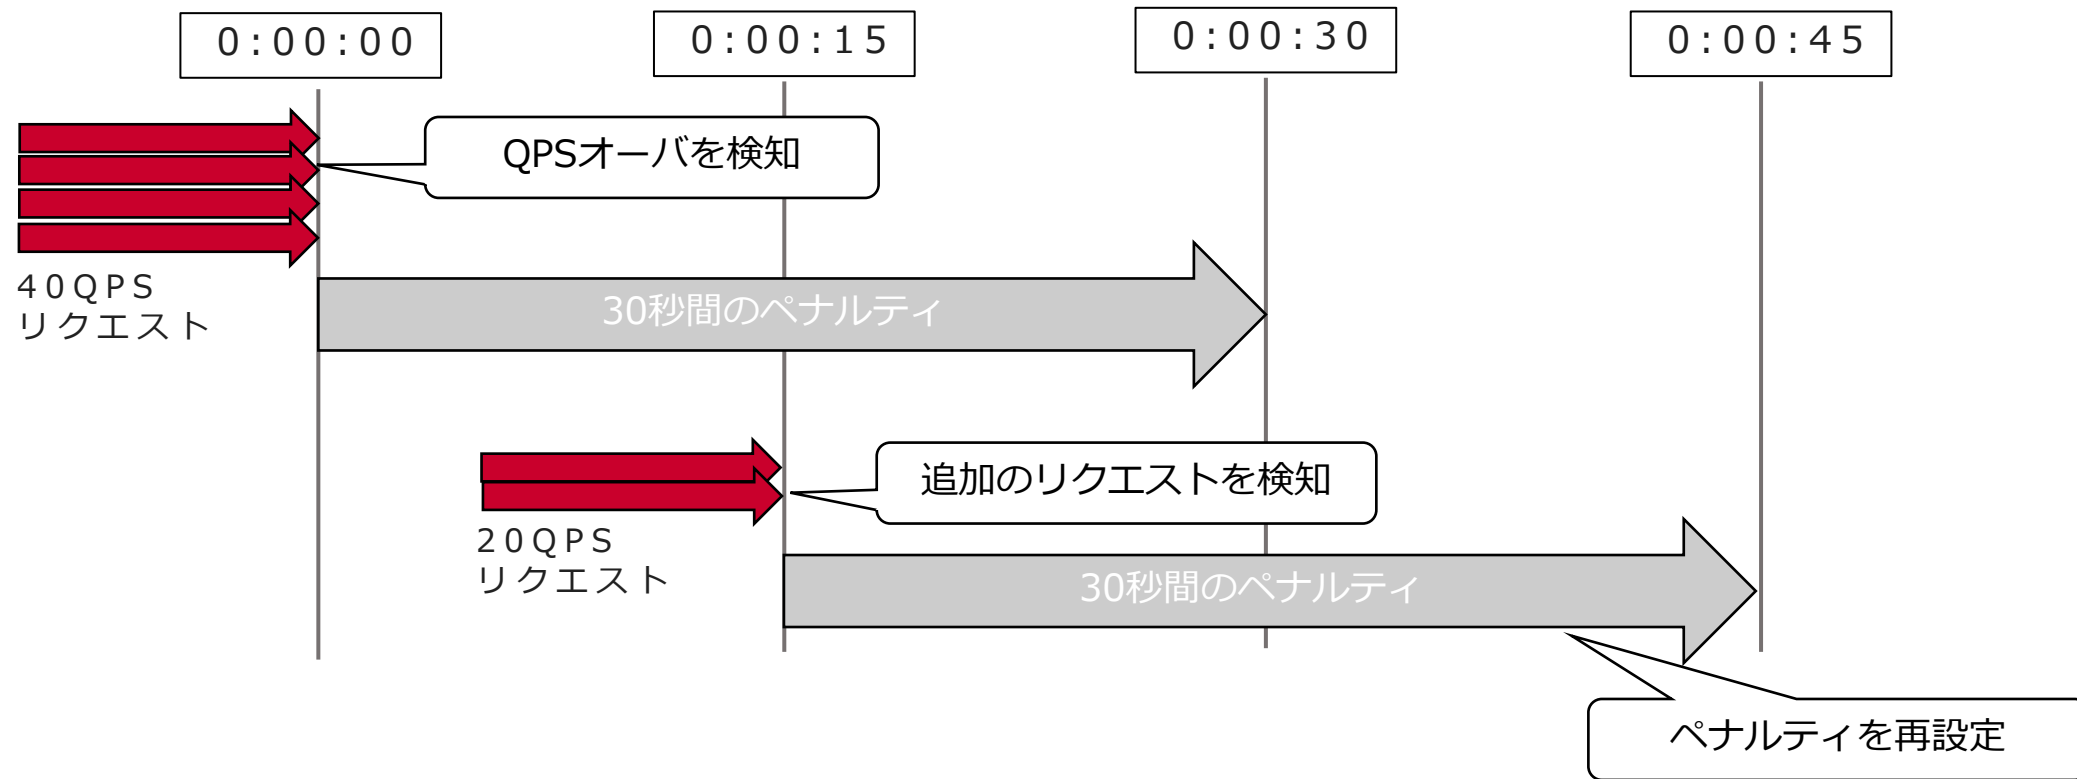 0:00:00
0:00:15
0:00:30
0:00:45
QPSオーバを検知
40QPS
リクエスト
30秒間のペナルティ
追加のリクエストを検知
20QPS
リクエスト
30秒間のペナルティ
ペナルティを再設定